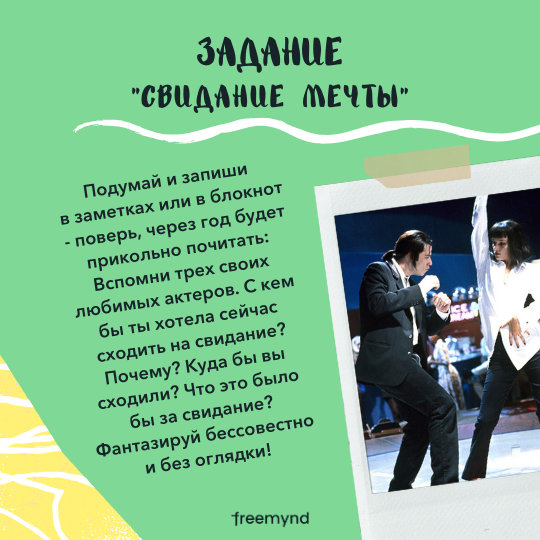 ЗАДАНИЕ
"СВИДАНИЕ МЕЧТЫ"
Подумай и запиши
в заметках или в блокнот
- поверь, через год будет
прикольно почитать:
Вспомни трех своих
любимых актеров. С кем
бы ты хотела сейчас
сходить на свидание?
Почему? Куда бы вы
сходили? Что это было
бы за свидание?
Фантазируй бессовестно
и без оглядки!
freemynd